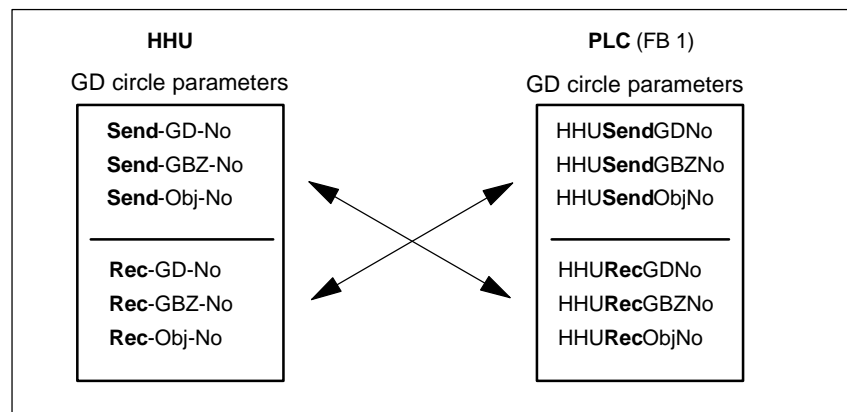 HHU
GD circle parameters
Send-GD-No
Send-GBZ-No
Send-Obj-No
Rec-GD-No
Rec-GBZ-No
Rec-Obj-No
PLC (FB 1)
GD circle parameters
HHUSendGDNo
HHUSendGBZNo
HHUSendObjNo
HHURecGDNo
HHURecGBZNo
HHURecObjNo